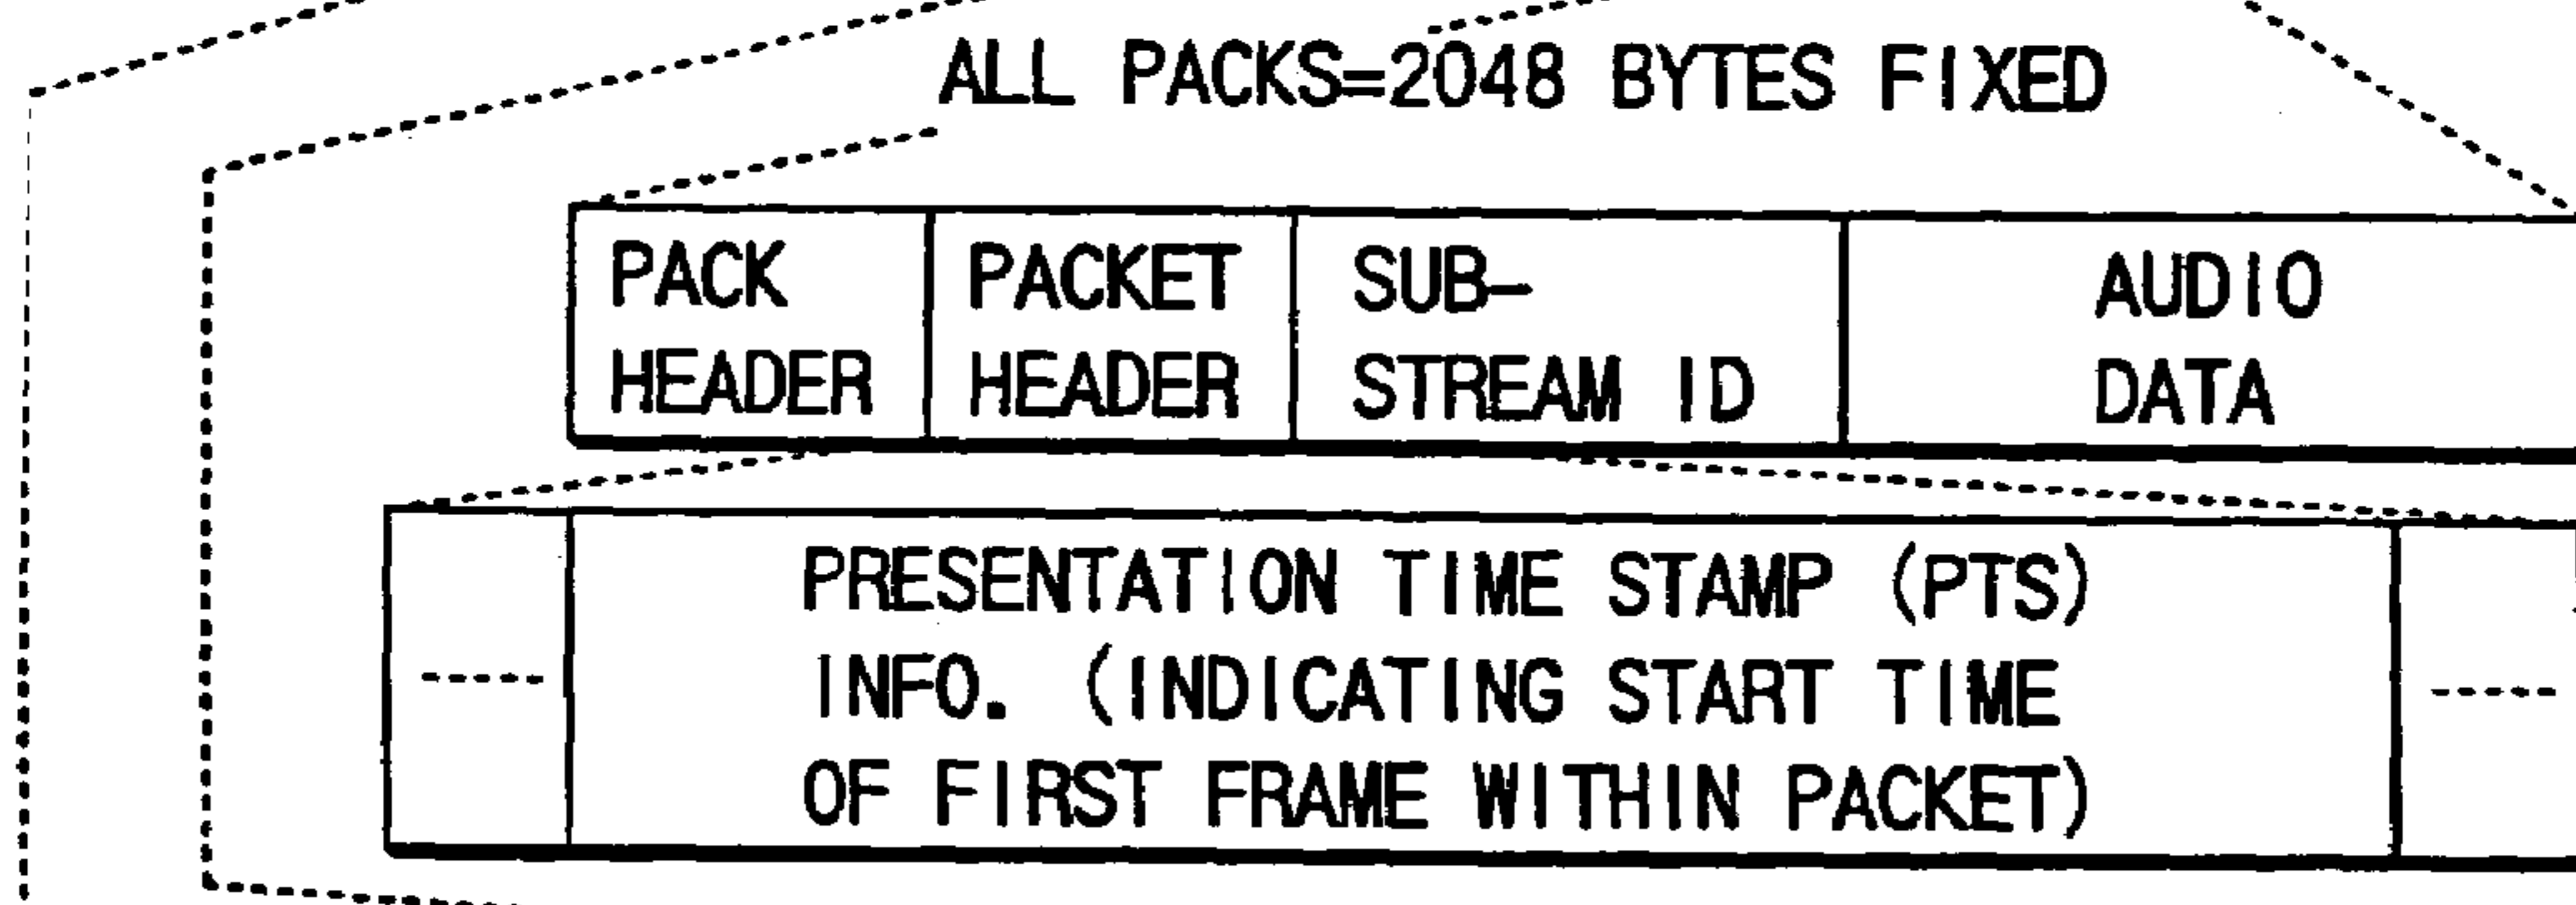 ALL PACKS=2048 BYTES FIXED
PACK
HEADER
PACKET
HEADER
SUB-
STREAM ID
AUDIO
DATA
PRESENTATION TIME STAMP (PTS)
INFO. (INDICATING START TIME
OF FIRST FRAME WITHIN PACKET)